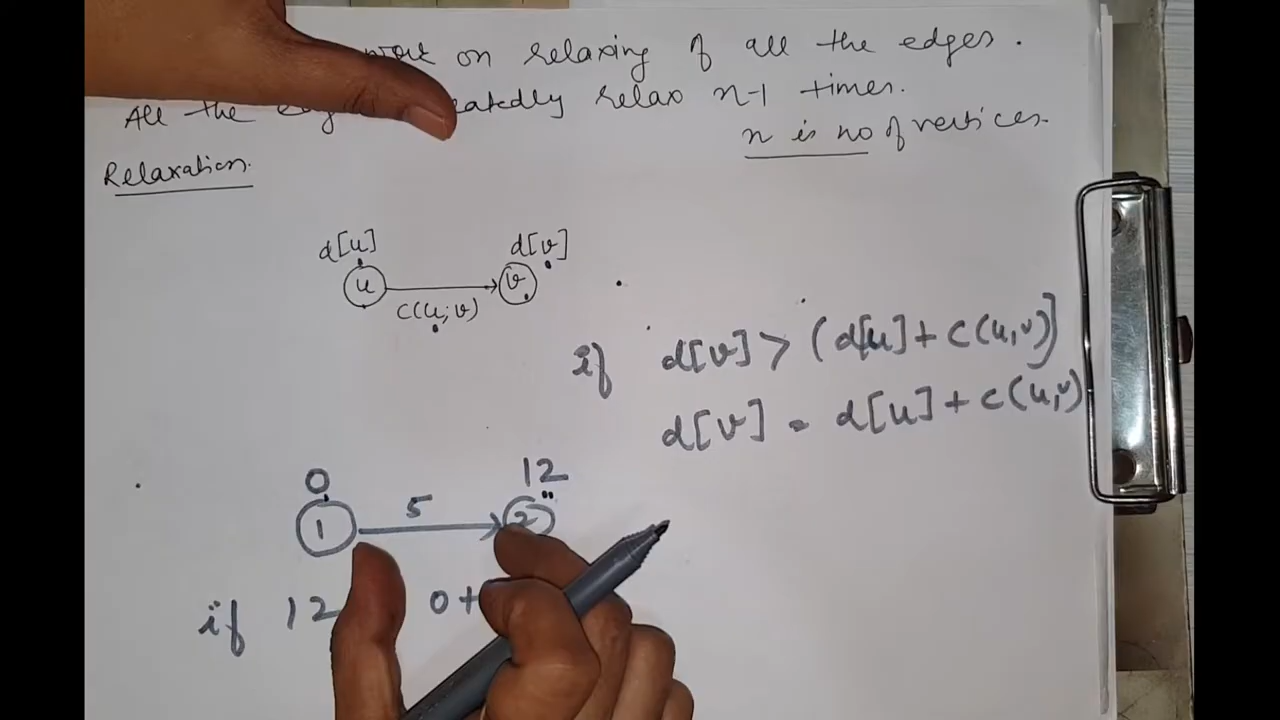 on relaxing of all the edges.
All the relax n-1 times.
n is no of vertices.
Relaxation.
d[u] d[v]
u v
c(u,v)
if d[v] > (d[u] + c(u,v)]
d[v] = d[u] + c(u,v)
0 12
1 5 2
if 12 0+